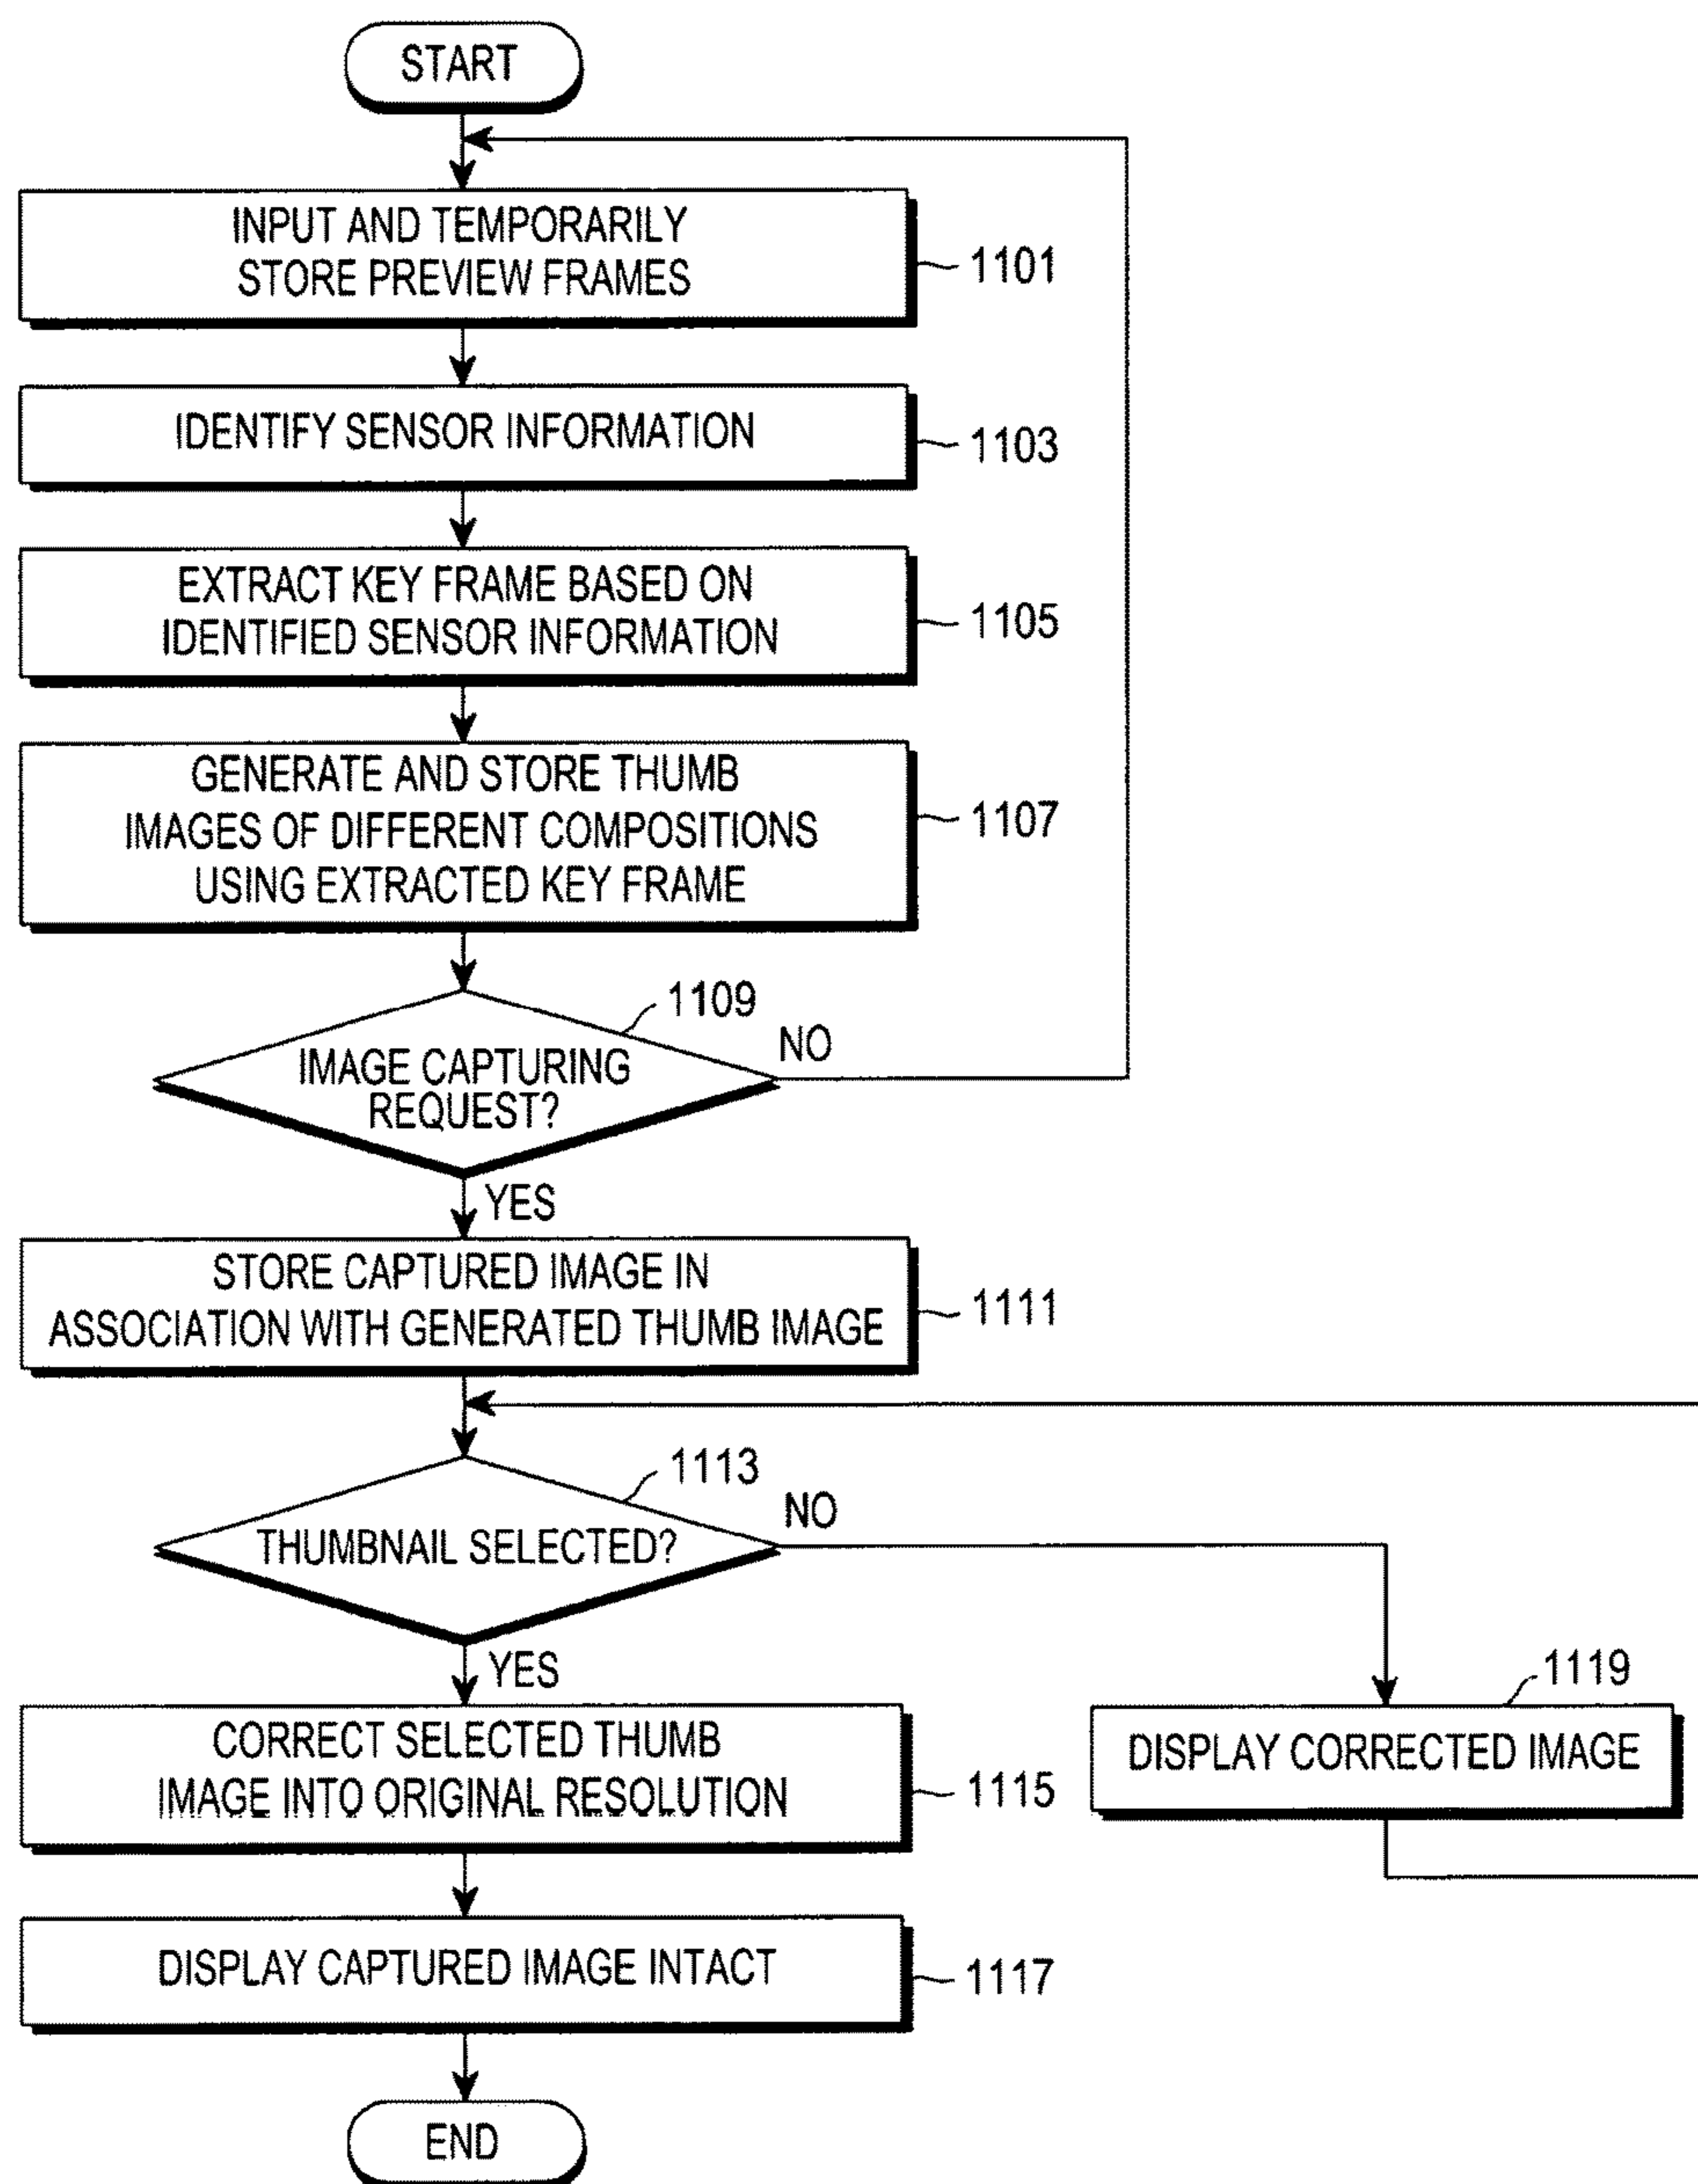 START
INPUT AND TEMPORARILY
STORE PREVIEW FRAMES
1101
IDENTIFY SENSOR INFORMATION
1103
EXTRACT KEY FRAME BASED ON
IDENTIFIED SENSOR INFORMATION
1105
GENERATE AND STORE THUMB
IMAGES OF DIFFERENT COMPOSITIONS
USING EXTRACTED KEY FRAME
1107
1109
IMAGE CAPTURING
REQUEST?
NO
YES
STORE CAPTURED IMAGE IN
ASSOCIATION WITH GENERATED THUMB IMAGE
1111
1113
THUMBNAIL SELECTED?
NO
YES
CORRECT SELECTED THUMB
IMAGE INTO ORIGINAL RESOLUTION
1115
1119
DISPLAY CORRECTED IMAGE
DISPLAY CAPTURED IMAGE INTACT
1117
END